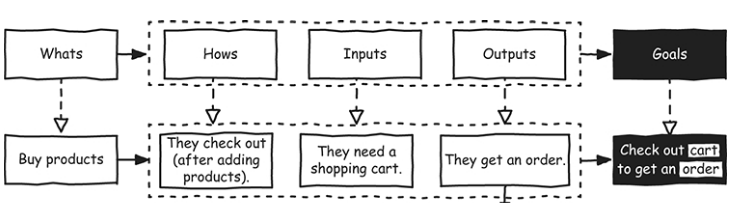 Whats
Hows
Inputs
Outputs
Goals
Buy products
They check out
(after adding
products).
They need a
shopping cart.
They get an order.
Check out cart
to get an order